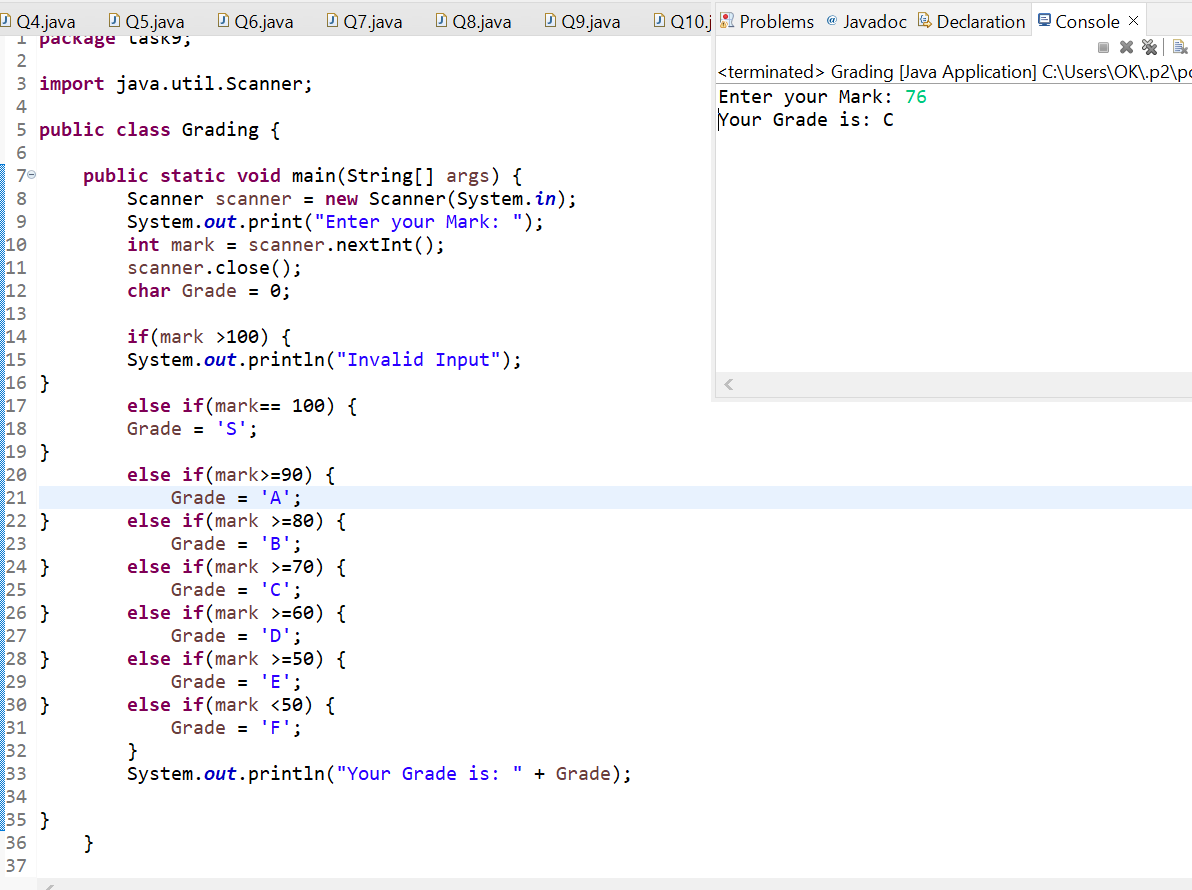 Q4.java Q5.java Q6.java Q7.java Q8.java Q9.java Q10.j
1 package task9;
2
3 import java.util.Scanner;
4
5 public class Grading {
6
7     public static void main(String[] args) {
8         Scanner scanner = new Scanner(System.in);
9         System.out.print("Enter your Mark: ");
10         int mark = scanner.nextInt();
11         scanner.close();
12         char Grade = 0;
13
14         if(mark >100) {
15         System.out.println("Invalid Input");
16 }
17         else if(mark== 100) {
18         Grade = 'S';
19 }
20         else if(mark>=90) {
21             Grade = 'A';
22 }       else if(mark >=80) {
23             Grade = 'B';
24 }       else if(mark >=70) {
25             Grade = 'C';
26 }       else if(mark >=60) {
27             Grade = 'D';
28 }       else if(mark >=50) {
29             Grade = 'E';
30 }       else if(mark <50) {
31             Grade = 'F';
32         }
33         System.out.println("Your Grade is: " + Grade);
34
35 }
36     }
37
Problems @ Javadoc Declaration Console
<terminated> Grading [Java Application] C:\Users\OK\.p2\po
Enter your Mark: 76
Your Grade is: C